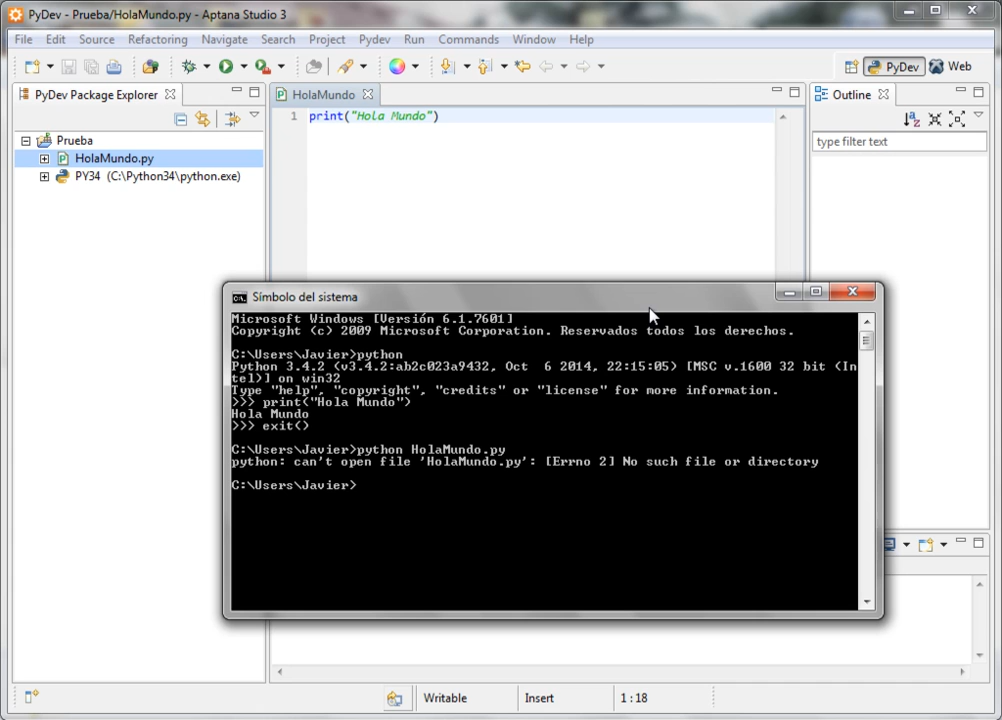 PyDev - Prueba/HolaMundo.py - Aptana Studio 3
File Edit Source Refactoring Navigate Search Project Pydev Run Commands Window Help
PyDev Web
PyDev Package Explorer
HolaMundo
Outline
1 print("Hola Mundo")
type filter text
Prueba
HolaMundo.py
PY34 (C:\Python34\python.exe)
Símbolo del sistema
Microsoft Windows [Versión 6.1.7601]
Copyright (c) 2009 Microsoft Corporation. Reservados todos los derechos.
C:\Users\Javier>python
Python 3.4.2 (v3.4.2:ab2c023a9432, Oct  6 2014, 22:15:05) [MSC v.1600 32 bit (In
tel)] on win32
Type "help", "copyright", "credits" or "license" for more information.
>>> print("Hola Mundo")
Hola Mundo
>>> exit()
C:\Users\Javier>python HolaMundo.py
python: can't open file 'HolaMundo.py': [Errno 2] No such file or directory
C:\Users\Javier>
Writable Insert 1 : 18